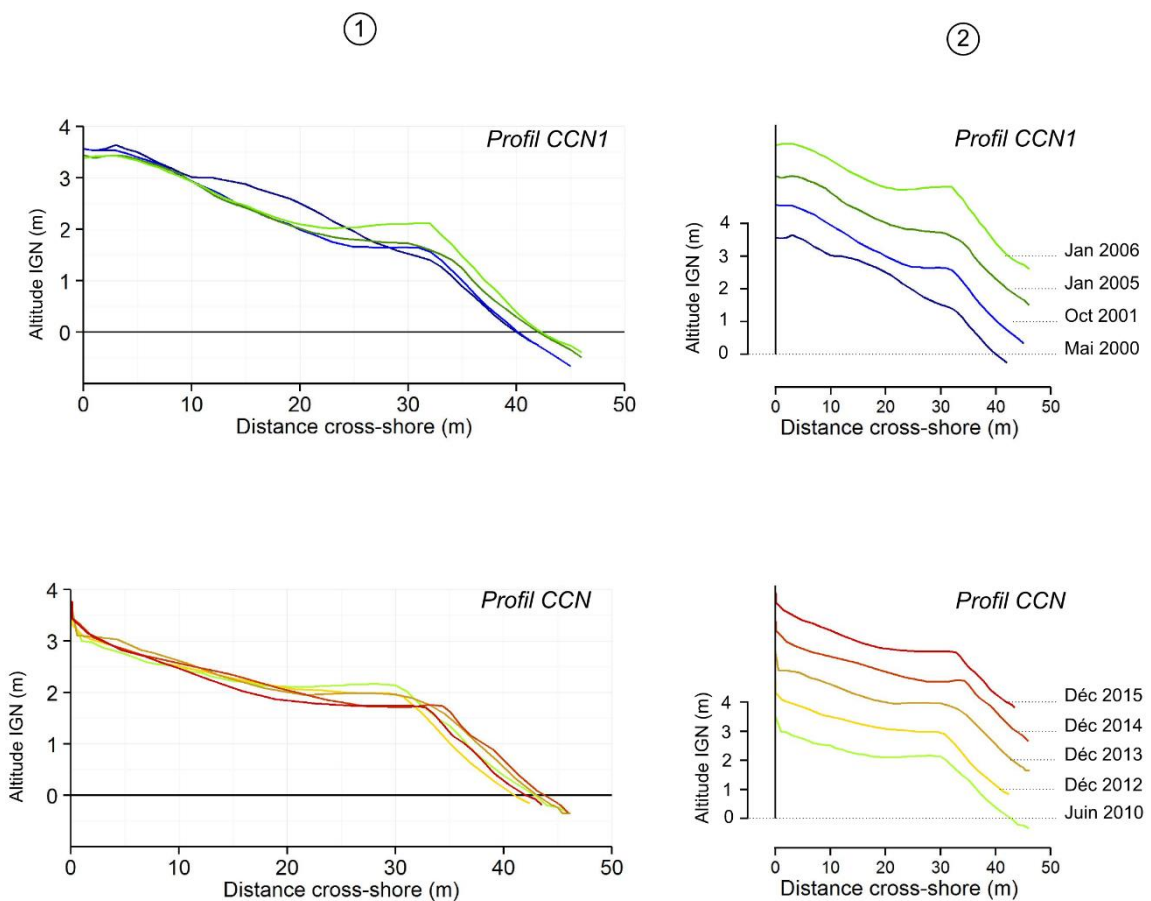 1
2
Profil CCN1
Altitude IGN (m)
4
3
2
1
0
0 10 20 30 40 50
Distance cross-shore (m)
Profil CCN1
Altitude IGN (m)
4
3
2
1
0
Jan 2006
Jan 2005
Oct 2001
Mai 2000
0 10 20 30 40 50
Distance cross-shore (m)
Profil CCN
Altitude IGN (m)
4
3
2
1
0
0 10 20 30 40 50
Distance cross-shore (m)
Profil CCN
Altitude IGN (m)
4
3
2
1
0
Déc 2015
Déc 2014
Déc 2013
Déc 2012
Juin 2010
0 10 20 30 40 50
Distance cross-shore (m)